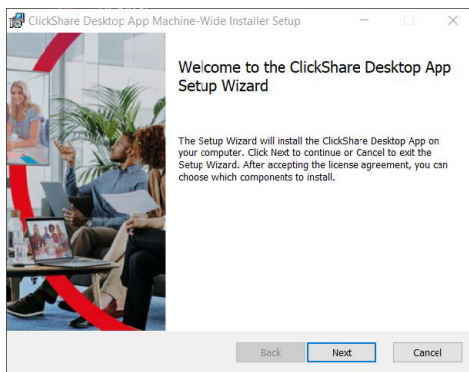 ClickShare Desktop App Machine-Wide Installer Setup
Welcome to the ClickShare Desktop App
Setup Wizard
The Setup Wizard will install the ClickShare Desktop App on
your computer. Click Next to continue or Cancel to exit the
Setup Wizard. After accepting the license agreement, you can
choose which components to install.
Back Next Cancel